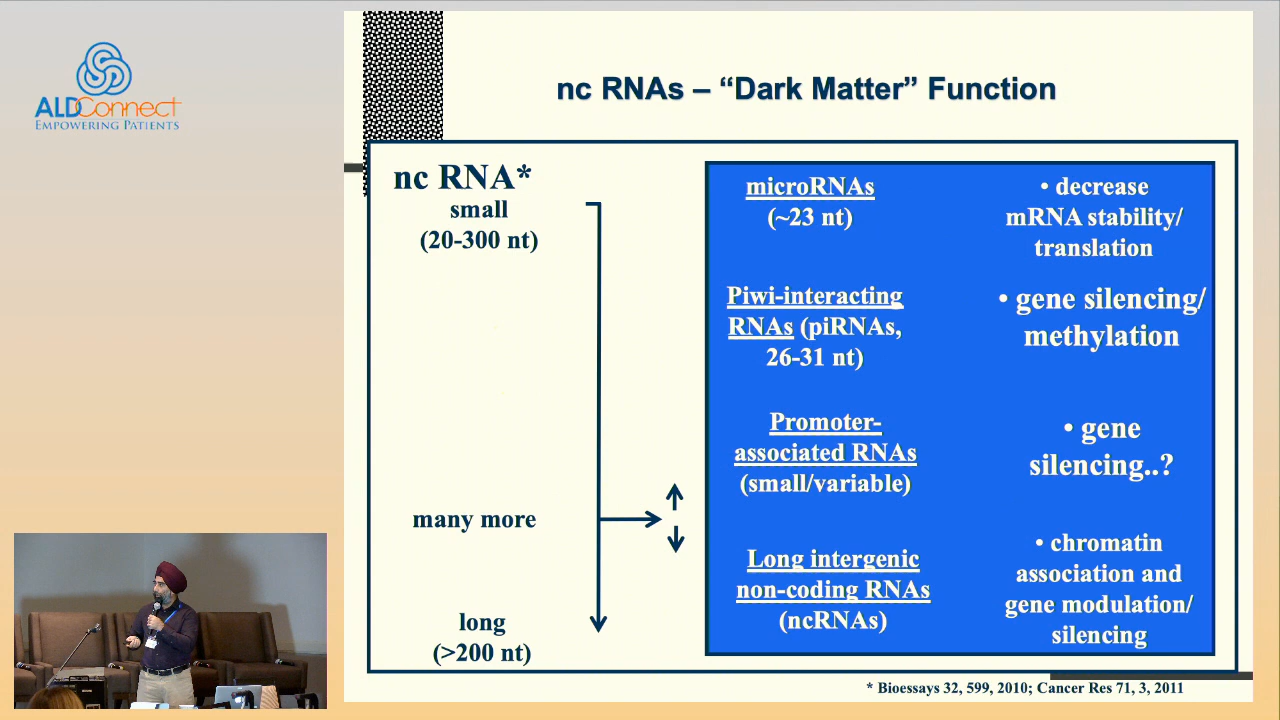 ALDConnect
Empowering Patients
nc RNAs – “Dark Matter” Function
nc RNA*
small
(20-300 nt)
many more
long
(>200 nt)
microRNAs
(~23 nt)
• decrease
mRNA stability/
translation
Piwi-interacting
RNAs (piRNAs,
26-31 nt)
• gene silencing/
methylation
Promoter-
associated RNAs
(small/variable)
• gene
silencing..?
Long intergenic
non-coding RNAs
(ncRNAs)
• chromatin
association and
gene modulation/
silencing
* Bioessays 32, 599, 2010; Cancer Res 71, 3, 2011